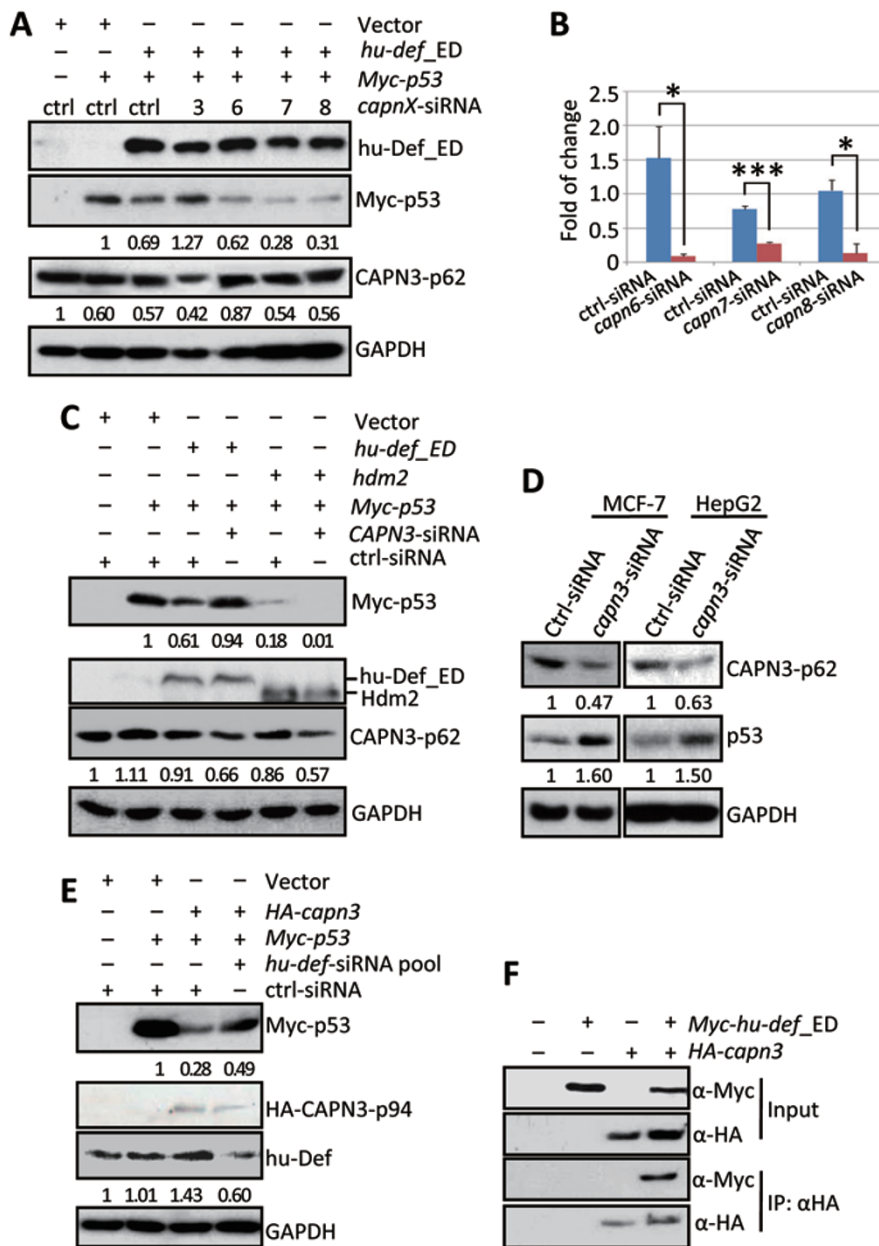 A
+ + – – – – – Vector
– – + + + + + hu-def_ED
– + + + + + + Myc-p53
ctrl ctrl ctrl 3 6 7 8 capnX-siRNA
hu-Def_ED
Myc-p53
1 0.69 1.27 0.62 0.28 0.31
CAPN3-p62
1 0.60 0.57 0.42 0.87 0.54 0.56
GAPDH
B
Fold of change
2.5
2.0
1.5
1.0
0.5
0
* *** *
ctrl-siRNA
capn6-siRNA
ctrl-siRNA
capn7-siRNA
ctrl-siRNA
capn8-siRNA
C
+ + – – – – Vector
– – + + – – hu-def_ED
– – – – + + hdm2
– + + + + + Myc-p53
– – – + – + CAPN3-siRNA
+ + + – + – ctrl-siRNA
Myc-p53
1 0.61 0.94 0.18 0.01
hu-Def_ED
Hdm2
CAPN3-p62
1 1.11 0.91 0.66 0.86 0.57
GAPDH
D
MCF-7 HepG2
Ctrl-siRNA
capn3-siRNA
Ctrl-siRNA
capn3-siRNA
CAPN3-p62
1 0.47 1 0.63
p53
1 1.60 1 1.50
GAPDH
E
+ + – – Vector
– – + + HA-capn3
– + + + Myc-p53
– – – + hu-def-siRNA pool
+ + + – ctrl-siRNA
Myc-p53
1 0.28 0.49
HA-CAPN3-p94
hu-Def
1 1.01 1.43 0.60
GAPDH
F
– + – + Myc-hu-def_ED
– – + + HA-capn3
α-Myc
α-HA
Input
α-Myc
α-HA
IP: αHA